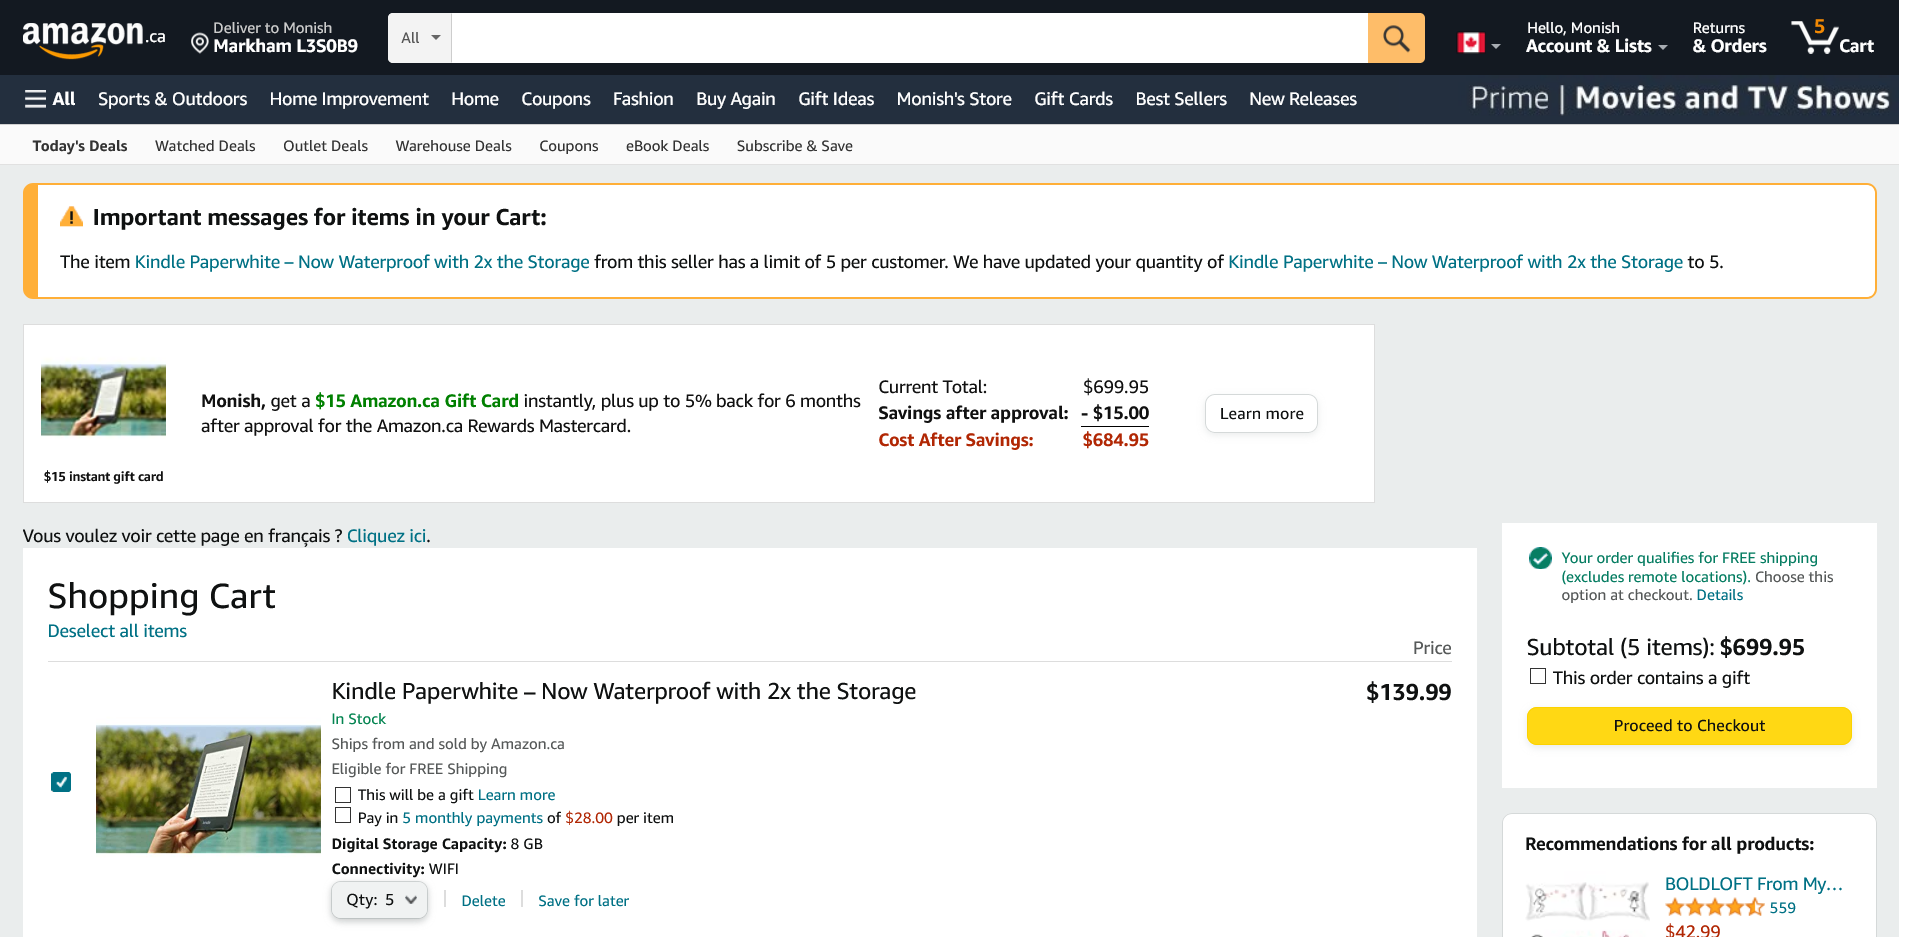 amazon.ca
Deliver to Monish
Markham L3S0B9
All
Hello, Monish
Account & Lists
Returns
& Orders
5
Cart
All Sports & Outdoors Home Improvement Home Coupons Fashion Buy Again Gift Ideas Monish's Store Gift Cards Best Sellers New Releases
Prime | Movies and TV Shows
Today's Deals Watched Deals Outlet Deals Warehouse Deals Coupons eBook Deals Subscribe & Save
Important messages for items in your Cart:
The item Kindle Paperwhite – Now Waterproof with 2x the Storage from this seller has a limit of 5 per customer. We have updated your quantity of Kindle Paperwhite – Now Waterproof with 2x the Storage to 5.
Monish, get a $15 Amazon.ca Gift Card instantly, plus up to 5% back for 6 months
after approval for the Amazon.ca Rewards Mastercard.
$15 instant gift card
Current Total: $699.95
Savings after approval: - $15.00
Cost After Savings: $684.95
Learn more
Vous voulez voir cette page en français ? Cliquez ici.
Shopping Cart
Deselect all items
Price
Kindle Paperwhite – Now Waterproof with 2x the Storage
$139.99
In Stock
Ships from and sold by Amazon.ca
Eligible for FREE Shipping
This will be a gift Learn more
Pay in 5 monthly payments of $28.00 per item
Digital Storage Capacity: 8 GB
Connectivity: WIFI
Qty: 5
Delete
Save for later
Your order qualifies for FREE shipping
(excludes remote locations). Choose this
option at checkout. Details
Subtotal (5 items): $699.95
This order contains a gift
Proceed to Checkout
Recommendations for all products:
BOLDLOFT From My...
559
$42.99